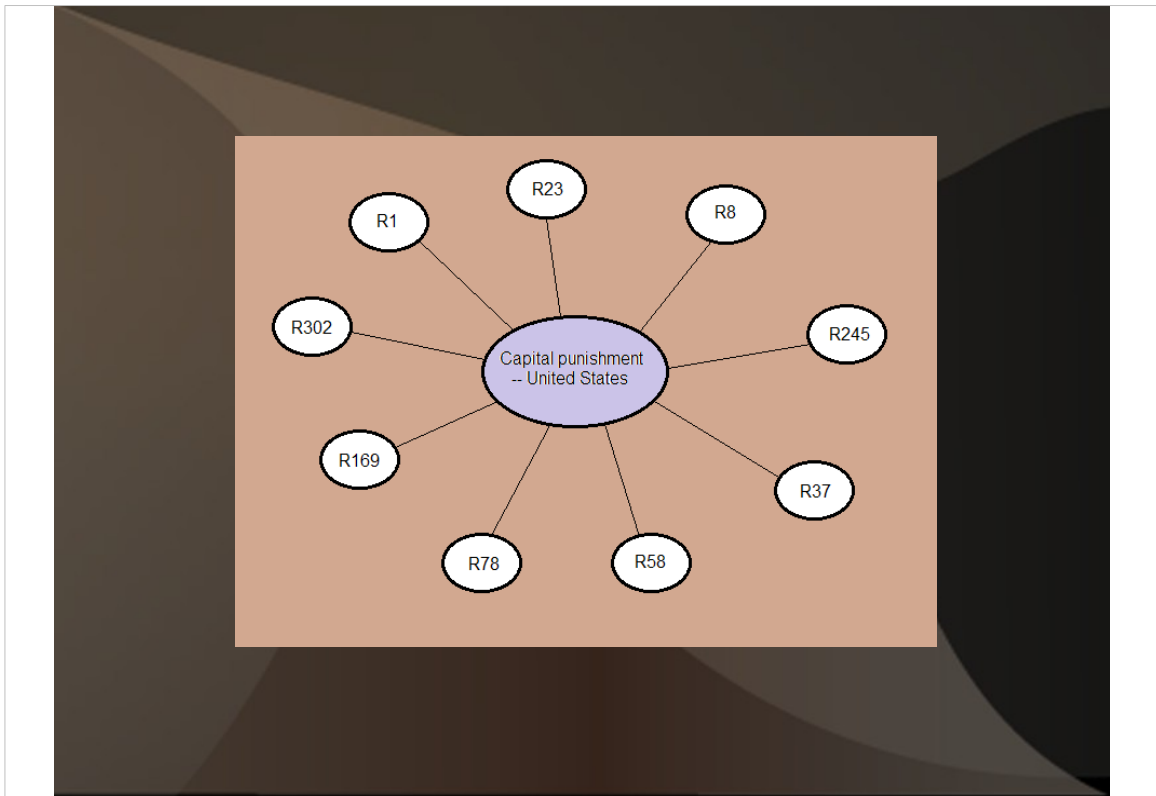 R23
R8
R1
R302
R245
Capital punishment
-- United States
R169
R37
R78
R58